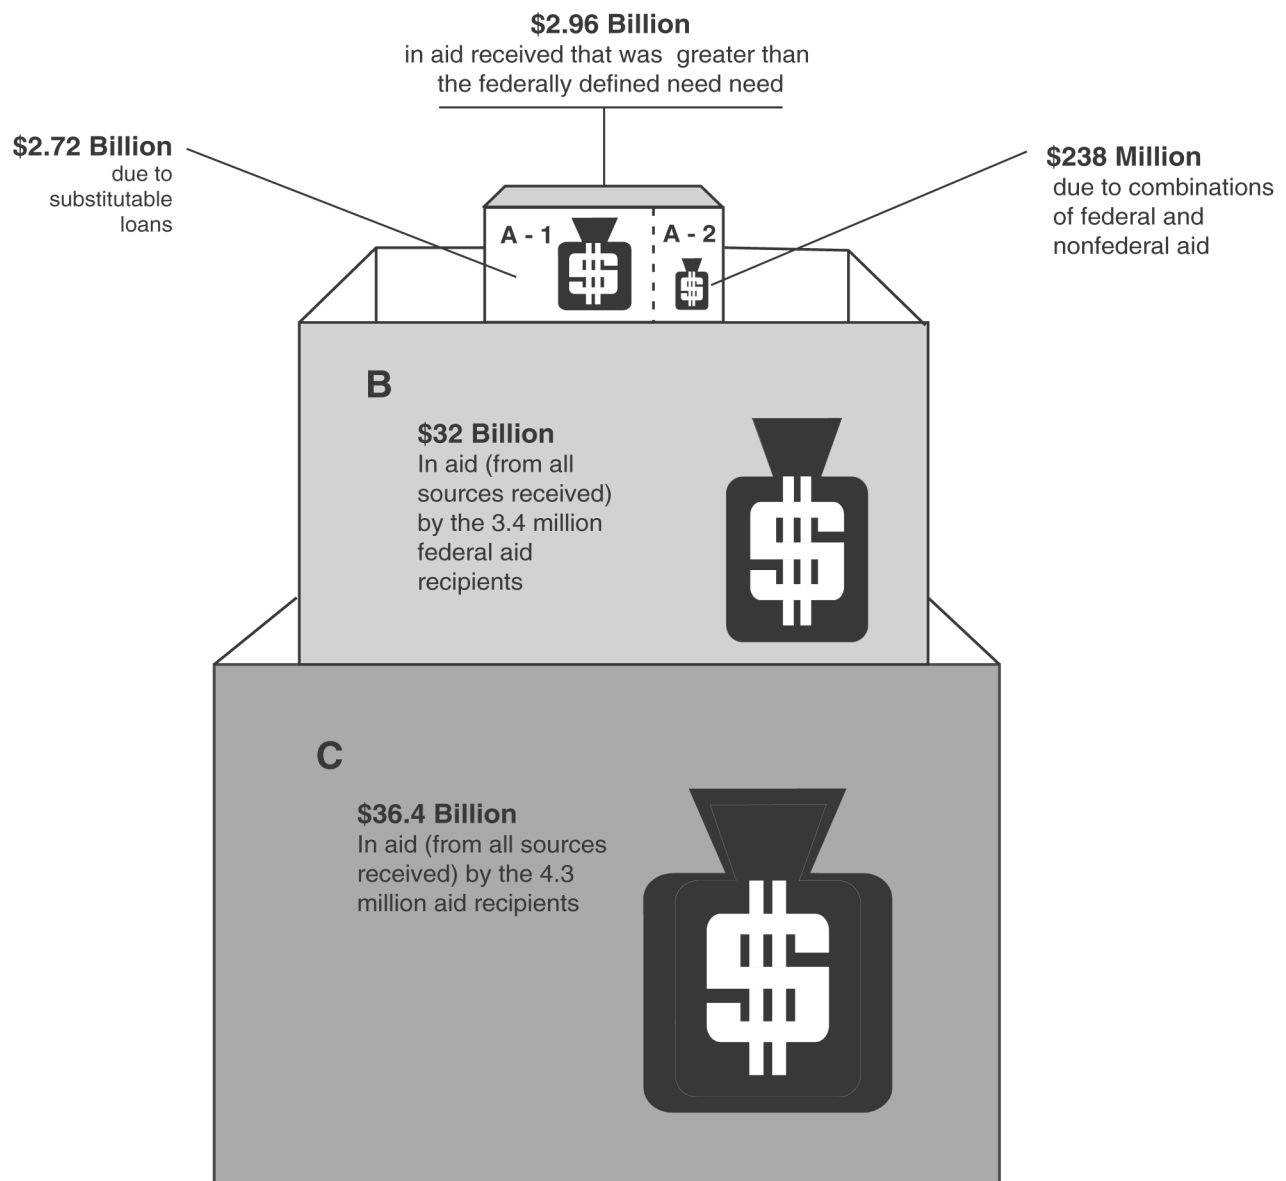 $2.96 Billion
in aid received that was greater than
the federally defined need need
$2.72 Billion
due to
substitutable
loans
$238 Million
due to combinations
of federal and
nonfederal aid
A - 1
$
A - 2
$
B
$32 Billion
In aid (from all
sources received)
by the 3.4 million
federal aid
recipients
$
C
$36.4 Billion
In aid (from all sources
received) by the 4.3
million aid recipients
$